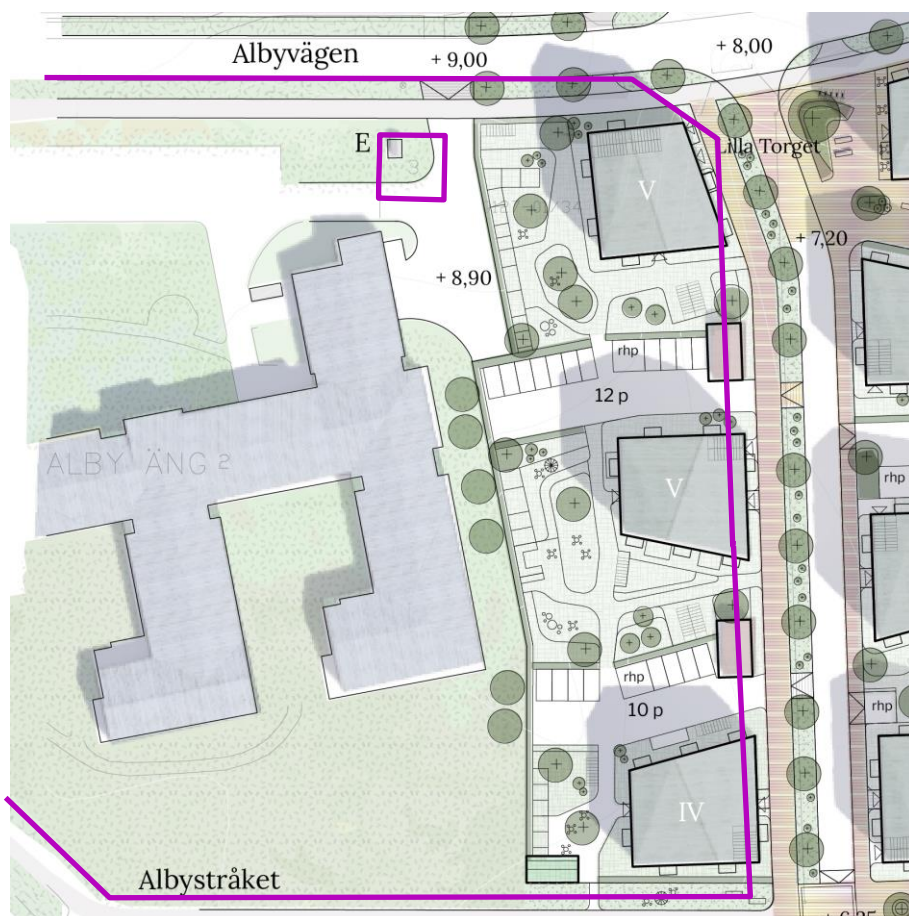 Albyvägen
+ 9,00
+ 8,00
E
3
Lilla Torget
V
+ 7,20
+ 8,90
rhp
12 p
ALBY ÄNG 2
V
rhp
rhp
10 p
rhp
IV
Albystråket